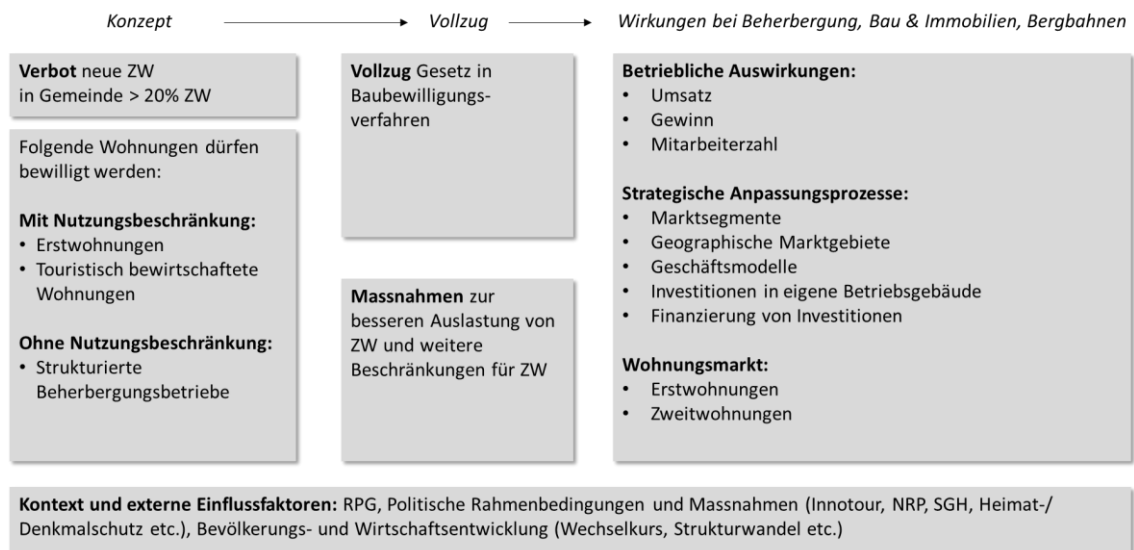 Konzept
Vollzug
Wirkungen bei Beherbergung, Bau & Immobilien, Bergbahnen
Verbot neue ZW
in Gemeinde > 20% ZW
Folgende Wohnungen dürfen
bewilligt werden:
Mit Nutzungsbeschränkung:
• Erstwohnungen
• Touristisch bewirtschaftete
Wohnungen
Ohne Nutzungsbeschränkung:
• Strukturierte
Beherbergungsbetriebe
Vollzug Gesetz in
Baubewilligungs-
verfahren
Massnahmen zur
besseren Auslastung von
ZW und weitere
Beschränkungen für ZW
Betriebliche Auswirkungen:
• Umsatz
• Gewinn
• Mitarbeiterzahl
Strategische Anpassungsprozesse:
• Marktsegmente
• Geographische Marktgebiete
• Geschäftsmodelle
• Investitionen in eigene Betriebsgebäude
• Finanzierung von Investitionen
Wohnungsmarkt:
• Erstwohnungen
• Zweitwohnungen
Kontext und externe Einflussfaktoren: RPG, Politische Rahmenbedingungen und Massnahmen (Innotour, NRP, SGH, Heimat-/
Denkmalschutz etc.), Bevölkerungs- und Wirtschaftsentwicklung (Wechselkurs, Strukturwandel etc.)